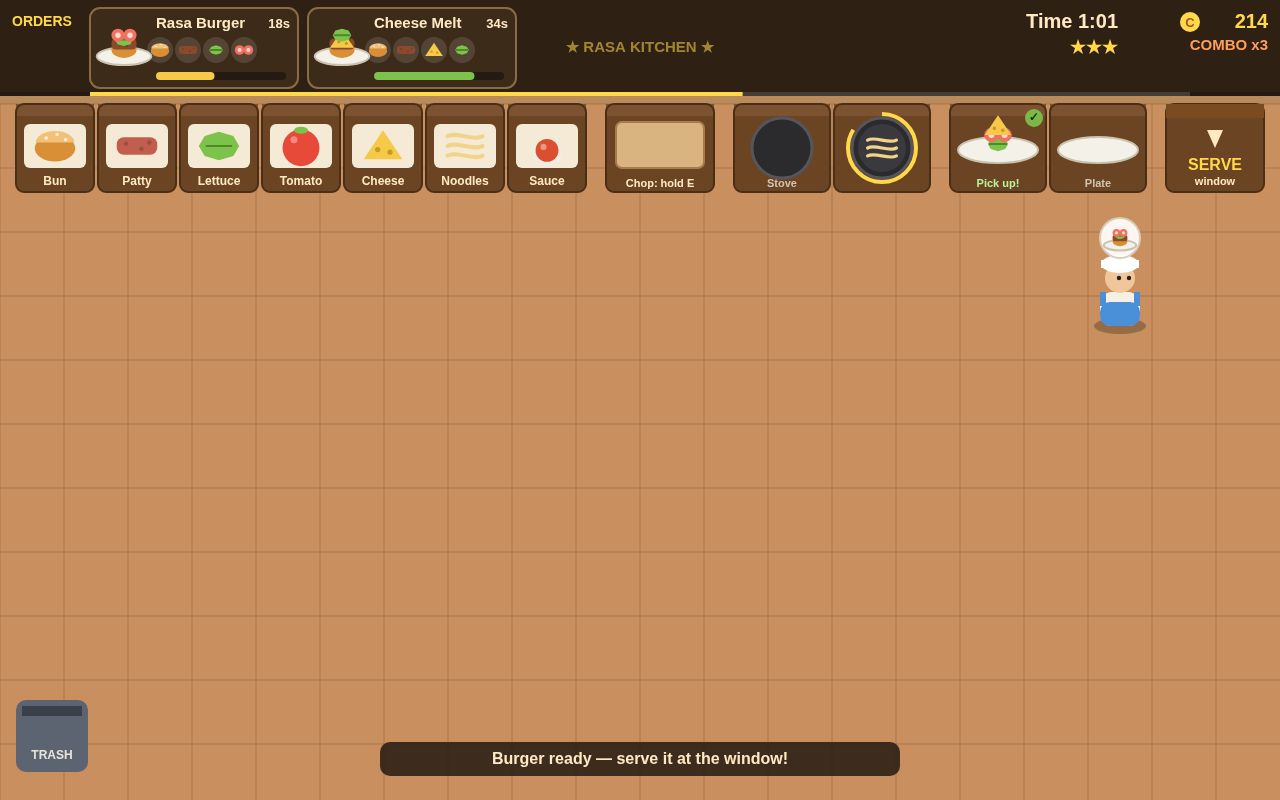 ORDERS
Rasa Burger 18s
Cheese Melt 34s
★ RASA KITCHEN ★
Time 1:01
★★★
C 214
COMBO x3
Bun
Patty
Lettuce
Tomato
Cheese
Noodles
Sauce
Chop: hold E
Stove
Pick up!
Plate
SERVE
window
TRASH
Burger ready — serve it at the window!